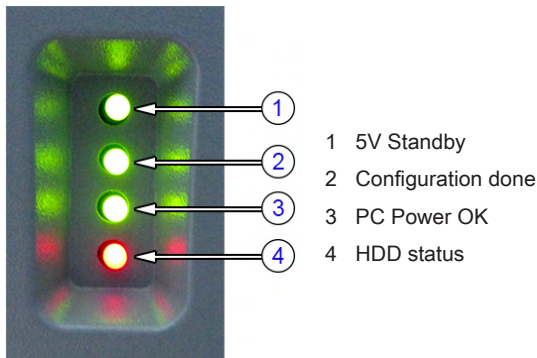 1
2
3
4
1 5V Standby
2 Configuration done
3 PC Power OK
4 HDD status